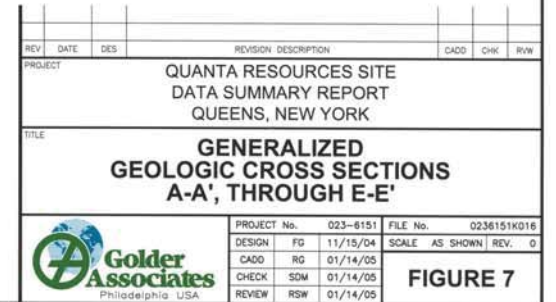 REV DATE DES REVISION DESCRIPTION CADD CHK RVW
PROJECT
QUANTA RESOURCES SITE
DATA SUMMARY REPORT
QUEENS, NEW YORK
TITLE
GENERALIZED
GEOLOGIC CROSS SECTIONS
A-A', THROUGH E-E'
Golder
Associates
Philadelphia USA
PROJECT No. 023-6151 FILE No. 0236151K016
DESIGN FG 11/15/04 SCALE AS SHOWN REV. 0
CADD RG 01/14/05
CHECK SDM 01/14/05
REVIEW RSW 01/14/05
FIGURE 7